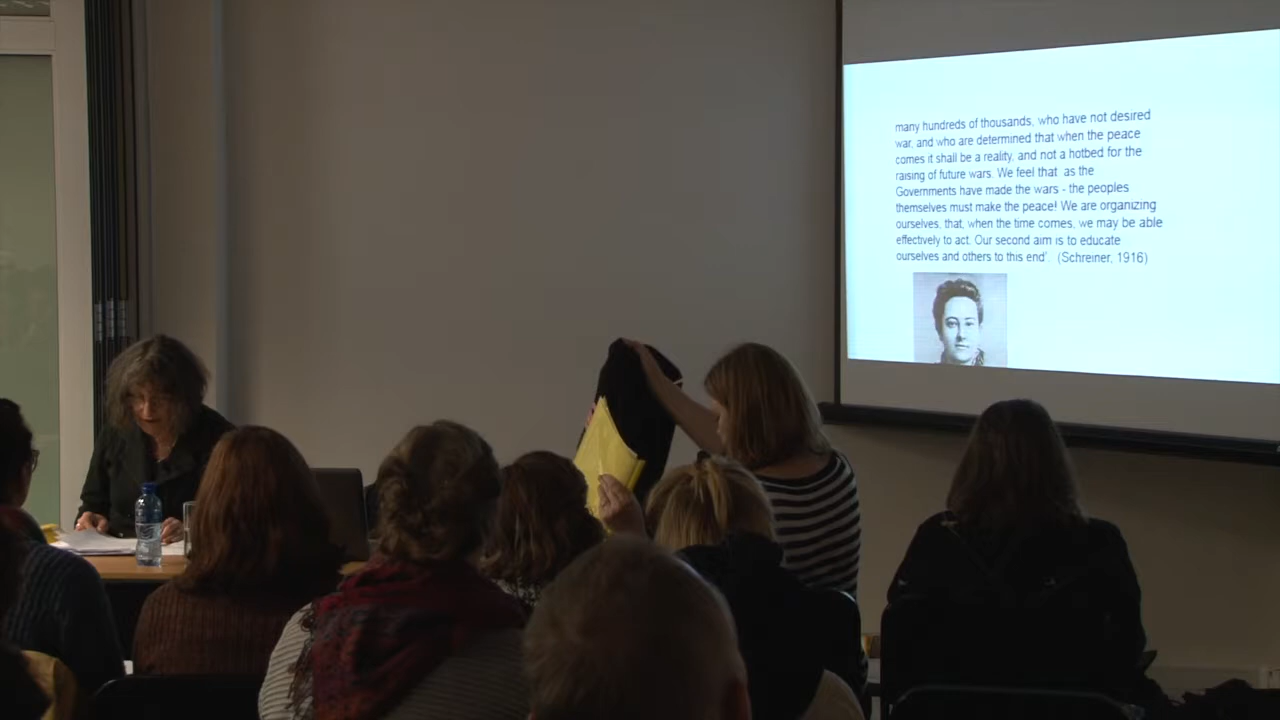 many hundreds of thousands, who have not desired
war, and who are determined that when the peace
comes it shall be a reality, and not a hotbed for the
raising of future wars. We feel that as the
Governments have made the wars - the peoples
themselves must make the peace! We are organizing
ourselves, that, when the time comes, we may be able
effectively to act. Our second aim is to educate
ourselves and others to this end'. (Schreiner, 1916)